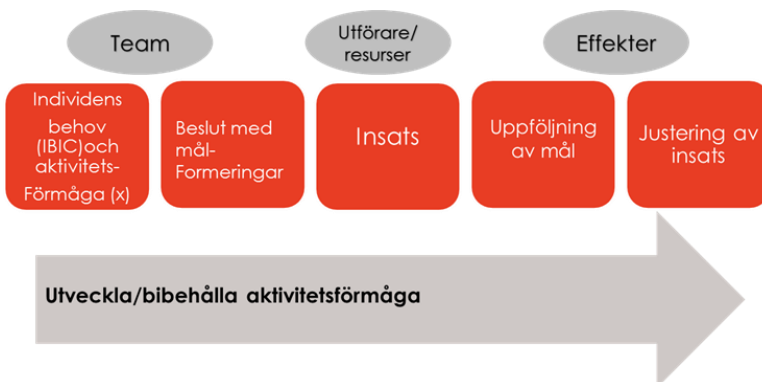 Team
Utförare/
resurser
Effekter
Individens
behov
(IBIC)och
aktivitets-
Förmåga (x)
Beslut med
mål-
Formeringar
Insats
Uppföljning
av mål
Justering av
insats
Utveckla/bibehålla aktivitetsförmåga